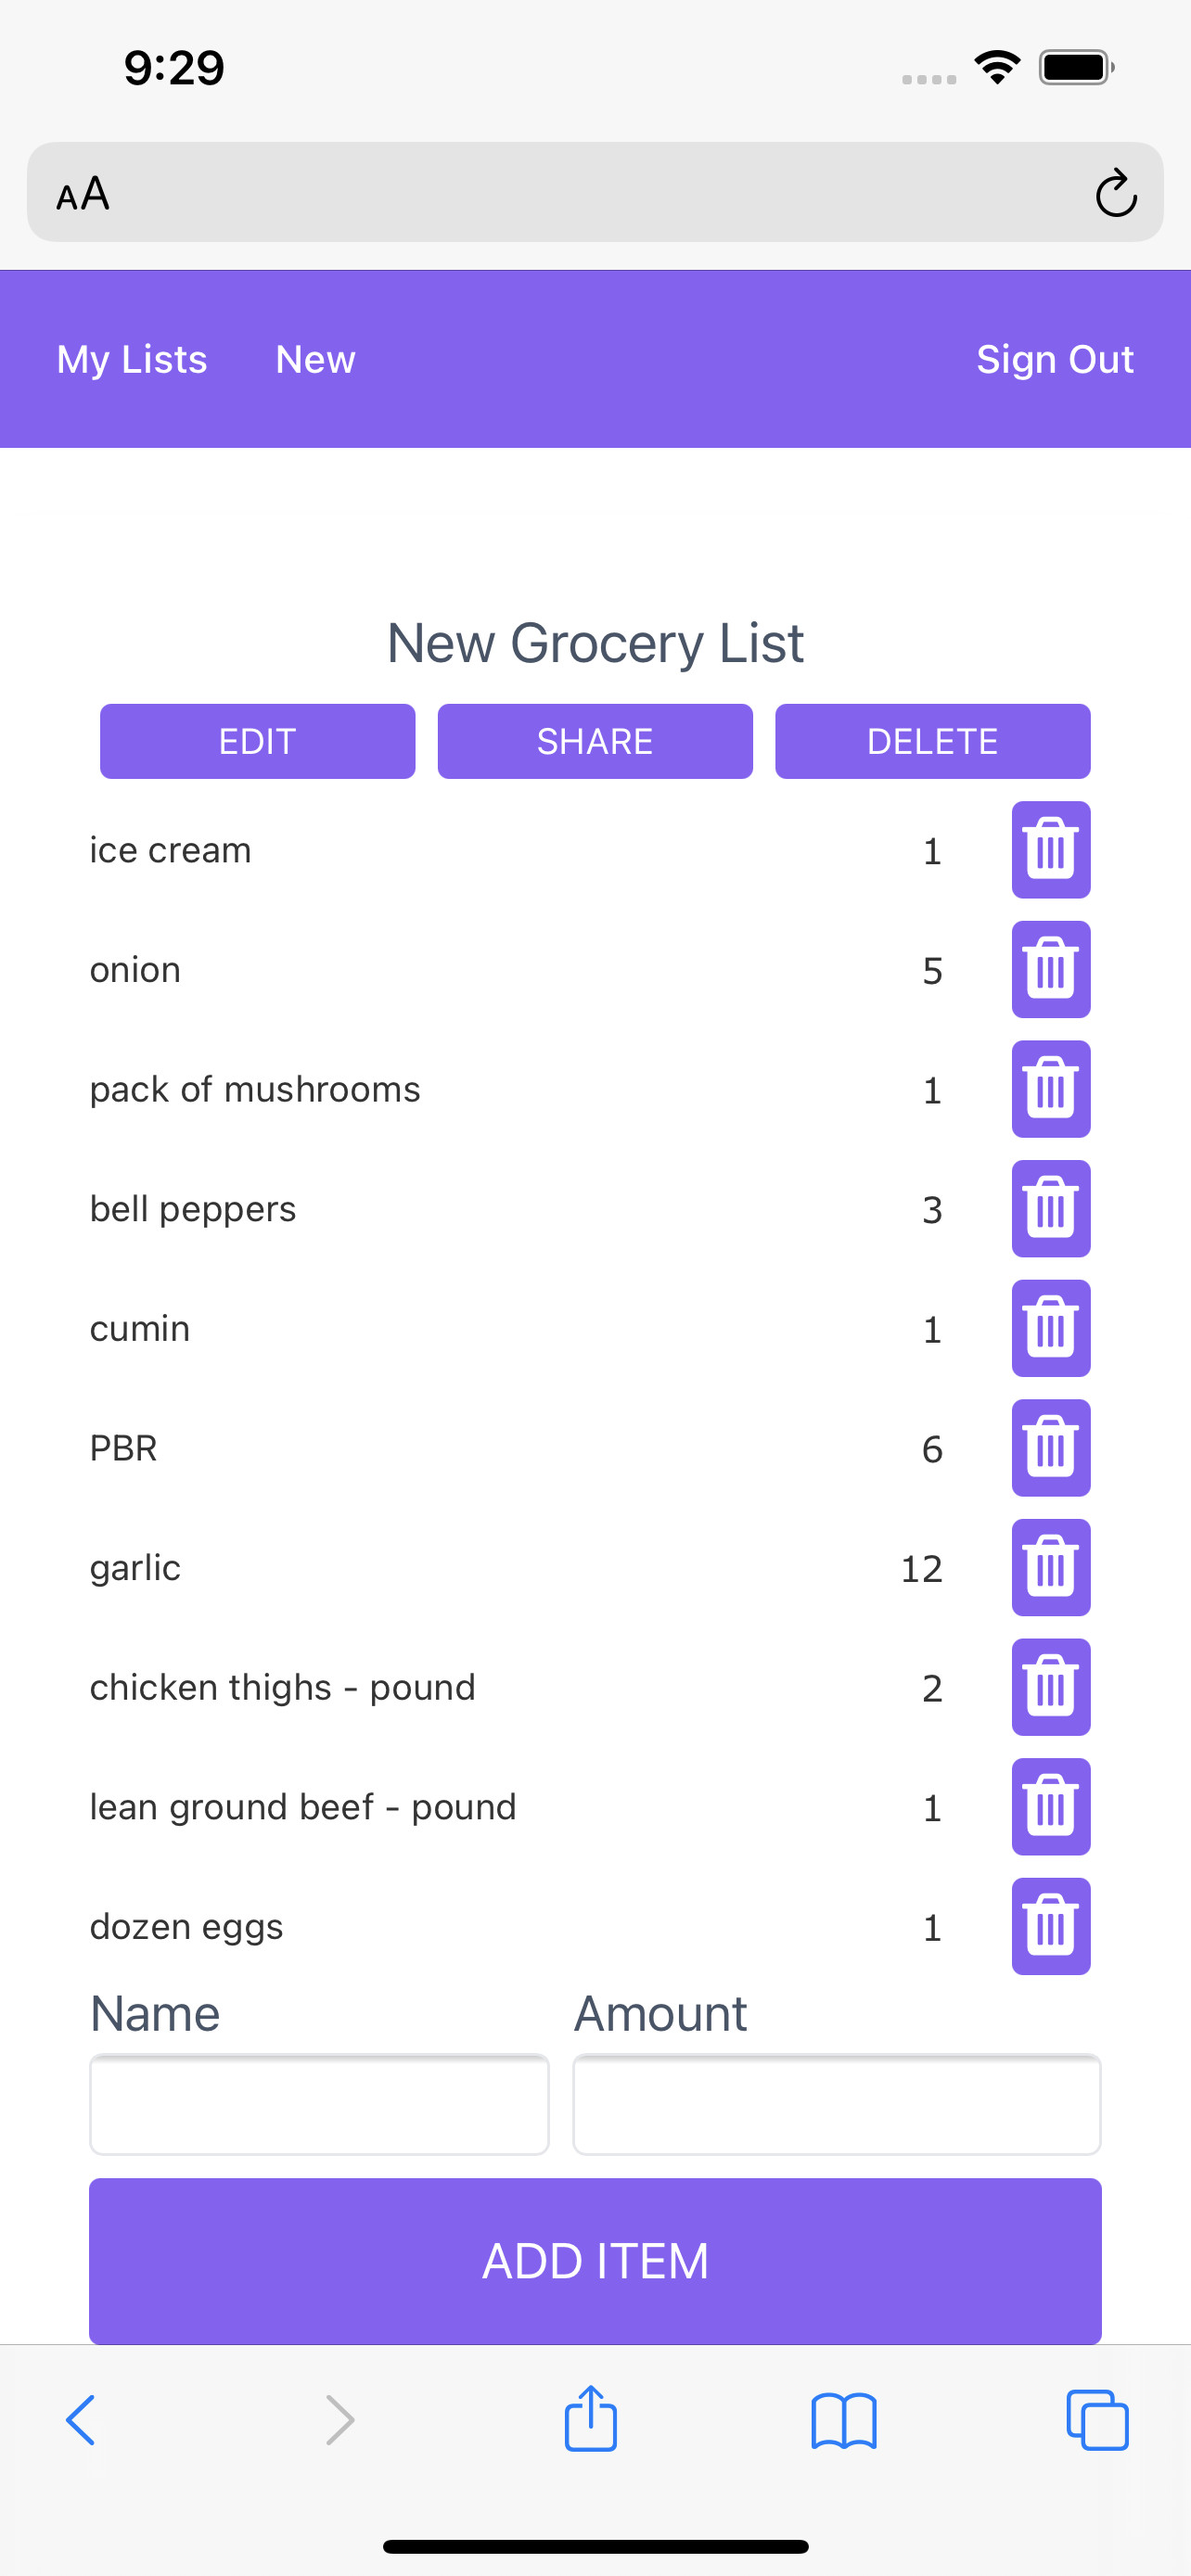 9:29
AA
My Lists New Sign Out
New Grocery List
EDIT SHARE DELETE
ice cream 1
onion 5
pack of mushrooms 1
bell peppers 3
cumin 1
PBR 6
garlic 12
chicken thighs - pound 2
lean ground beef - pound 1
dozen eggs 1
Name Amount
ADD ITEM